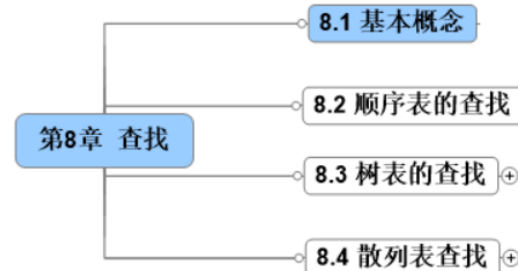 8.1 基本概念
8.2 顺序表的查找
第8章 查找
8.3 树表的查找
8.4 散列表查找